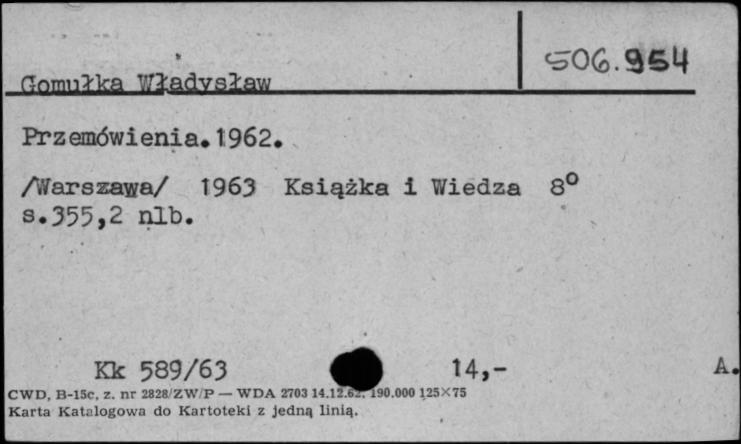 506.954
Gomułka Władysław
Przemówienia.1962.
/Warszawa/ 1963 Książka i Wiedza 8°
s.355,2 nlb.
Kk 589/63 14,- A.
CWD, B-15c, z. nr 2828/ZW/P — WDA 2703 14.12.62. 190.000 125×75
Karta Katalogowa do Kartoteki z jedną linią.